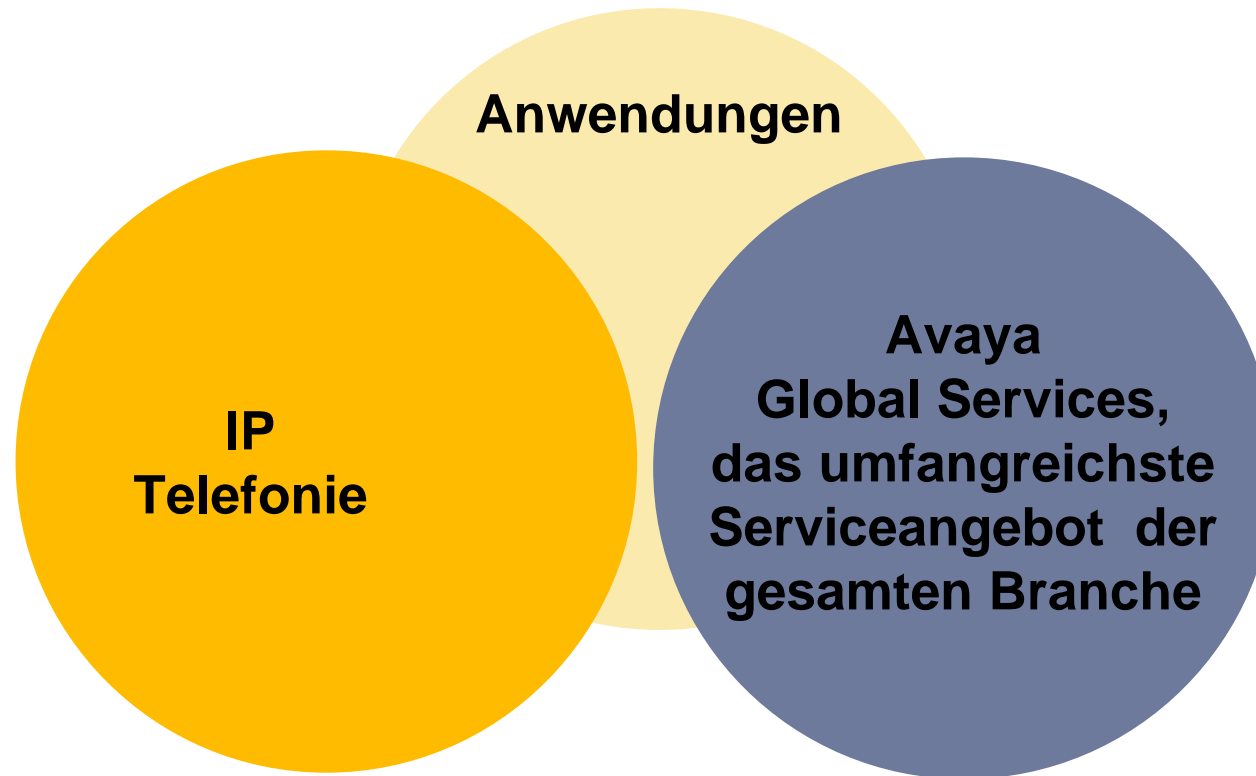 Anwendungen
IP
Telefonie
Avaya
Global Services,
das umfangreichste
Serviceangebot  der
gesamten Branche